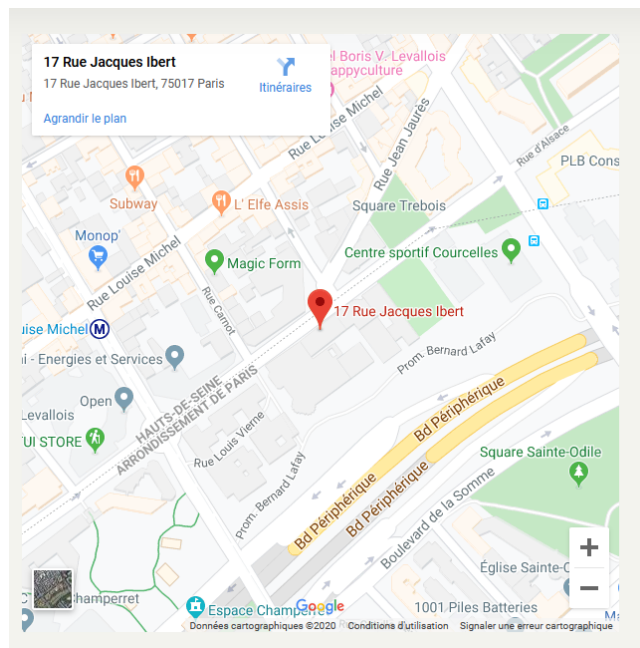 17 Rue Jacques Ibert
17 Rue Jacques Ibert, 75017 Paris
Itinéraires
Agrandir le plan
el Boris V. Levallois
appyculture
Rue Louise Michel
Rue Jean Jaurès
Rue d'Alsace
PLB Cons
Subway
L' Elfe Assis
Square Trebois
Monop'
Rue Louise Michel
Magic Form
Centre sportif Courcelles
Rue Carnot
17 Rue Jacques Ibert
uise Michel
M
i - Energies et Services
Prom. Bernard Lafay
Open
Levallois
HAUTS-DE-SEINE
ARRONDISSEMENT DE PARIS
TUI STORE
Rue Louis Vierne
Bd Périphérique
Square Sainte-Odile
Prom. Bernard Lafay
Bd Périphérique
Bd Périphérique
Boulevard de la Somme
Église Sainte-O
hamperret
Espace Champerre
Google
1001 Piles Batteries
Données cartographiques ©2020
Conditions d'utilisation
Signaler une erreur cartographique